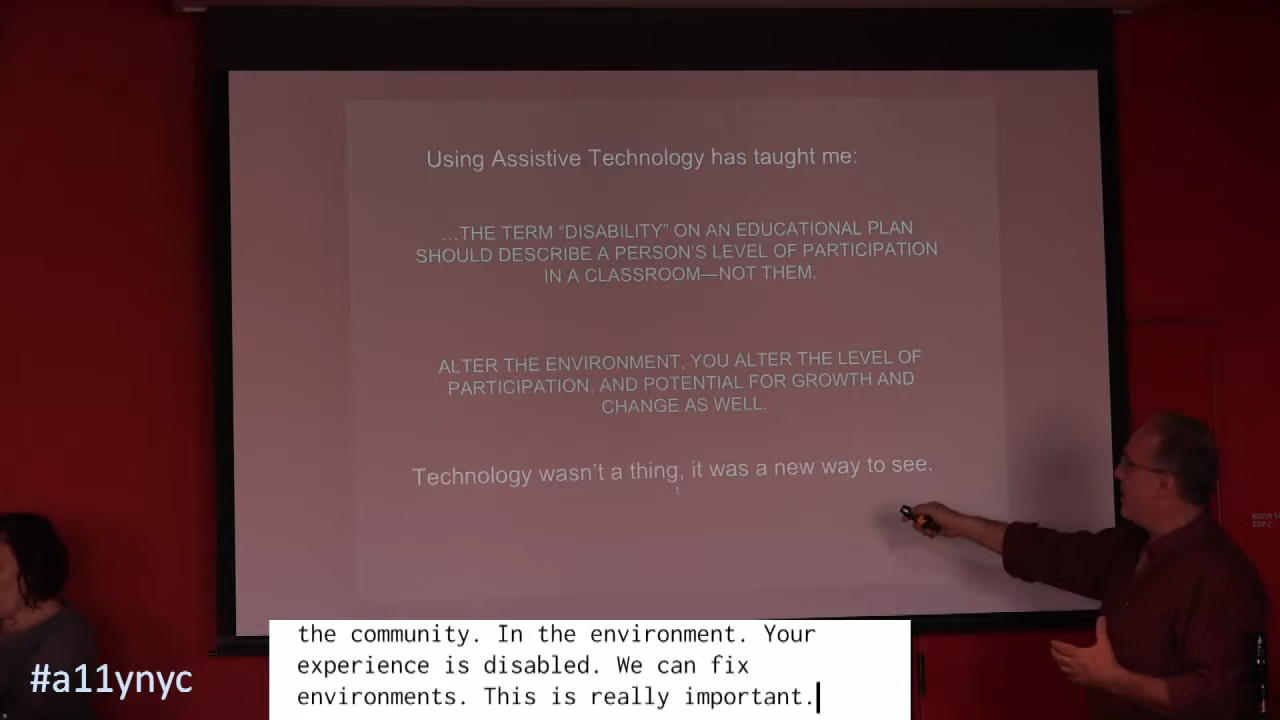 Using Assistive Technology has taught me:
…THE TERM “DISABILITY” ON AN EDUCATIONAL PLAN
SHOULD DESCRIBE A PERSON’S LEVEL OF PARTICIPATION
IN A CLASSROOM—NOT THEM.
ALTER THE ENVIRONMENT, YOU ALTER THE LEVEL OF
PARTICIPATION, AND POTENTIAL FOR GROWTH AND
CHANGE AS WELL.
Technology wasn’t a thing, it was a new way to see.
the community. In the environment. Your
experience is disabled. We can fix
environments. This is really important.
#a11ynyc